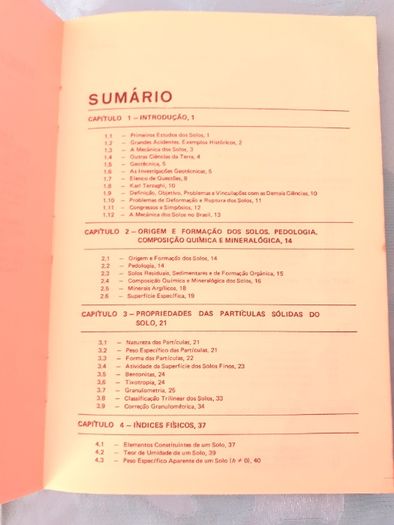 SUMÁRIO
CAPÍTULO 1 – INTRODUÇÃO, 1
1.1 – Primeiros Estudos dos Solos, 1
1.2 – Grandes Acidentes. Exemplos Históricos, 2
1.3 – A Mecânica dos Solos, 3
1.4 – Outras Ciências da Terra, 4
1.5 – Geotécnica, 5
1.6 – As Investigações Geotécnicas, 5
1.7 – Elenco de Questões, 9
1.8 – Karl Terzaghi, 10
1.9 – Definição, Objetivo, Problemas e Vinculações com as Demais Ciências, 10
1.10 – Problemas de Deformação e Ruptura dos Solos, 11
1.11 – Congressos e Simpósios, 12
1.12 – A Mecânica dos Solos no Brasil, 13
CAPÍTULO 2 – ORIGEM E FORMAÇÃO DOS SOLOS. PEDOLOGIA.
COMPOSIÇÃO QUÍMICA E MINERALÓGICA, 14
2.1 – Origem e Formação dos Solos, 14
2.2 – Pedologia, 14
2.3 – Solos Residuais, Sedimentares e de Formação Orgânica, 15
2.4 – Composição Química e Mineralógica dos Solos, 16
2.5 – Minerais Argílicos, 18
2.6 – Superfície Específica, 19
CAPÍTULO 3 – PROPRIEDADES DAS PARTÍCULAS SÓLIDAS DO
SOLO, 21
3.1 – Natureza das Partículas, 21
3.2 – Peso Específico das Partículas, 21
3.3 – Forma das Partículas, 22
3.4 – Atividade da Superfície dos Solos Finos, 23
3.5 – Bentonitas, 24
3.6 – Tixotropia, 24
3.7 – Granulometria, 25
3.8 – Classificação Trilinear dos Solos, 33
3.9 – Correção Granulométrica, 34
CAPÍTULO 4 – ÍNDICES FÍSICOS, 37
4.1 – Elementos Constituintes de um Solo, 37
4.2 – Teor de Umidade de um Solo, 39
4.3 – Peso Específico Aparente de um Solo (h ≠ 0), 40